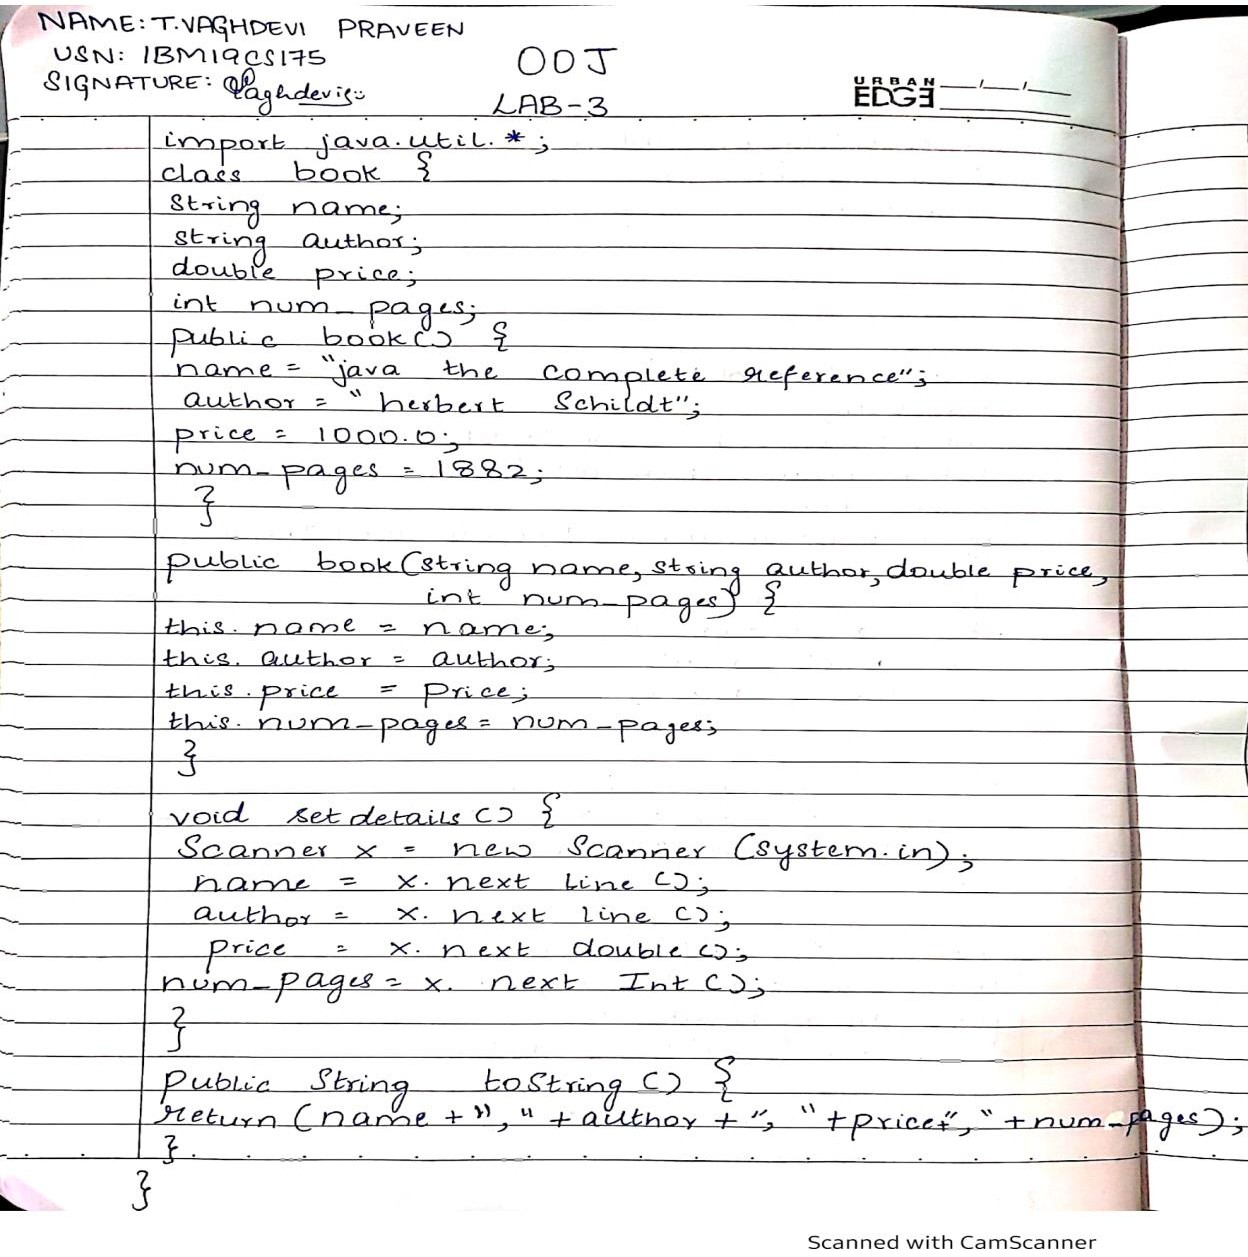 NAME: T.VAGHDEVI PRAVEEN
USN: 1BM19CS175
SIGNATURE: Vaghdevi
OOJ
LAB-3
URBAN
EDGE
import java.util.*;
class book {
String name;
string author;
double price;
int num_pages;
public book() {
name = "java the complete reference";
author = "herbert Schildt";
price = 1000.0;
num_pages = 1882;
}
public book(string name, string author, double price,
int num_pages) {
this.name = name;
this.author = author;
this.price = price;
this.num_pages = num_pages;
}
void set details () {
Scanner x = new Scanner (system.in);
name = x. next Line ();
author = x. next line ();
price = x. next double ();
num_pages = x. next Int ();
}
public String toString () {
return (name + "," + author + ", " + price + "," + num_pages);
}
}
Scanned with CamScanner